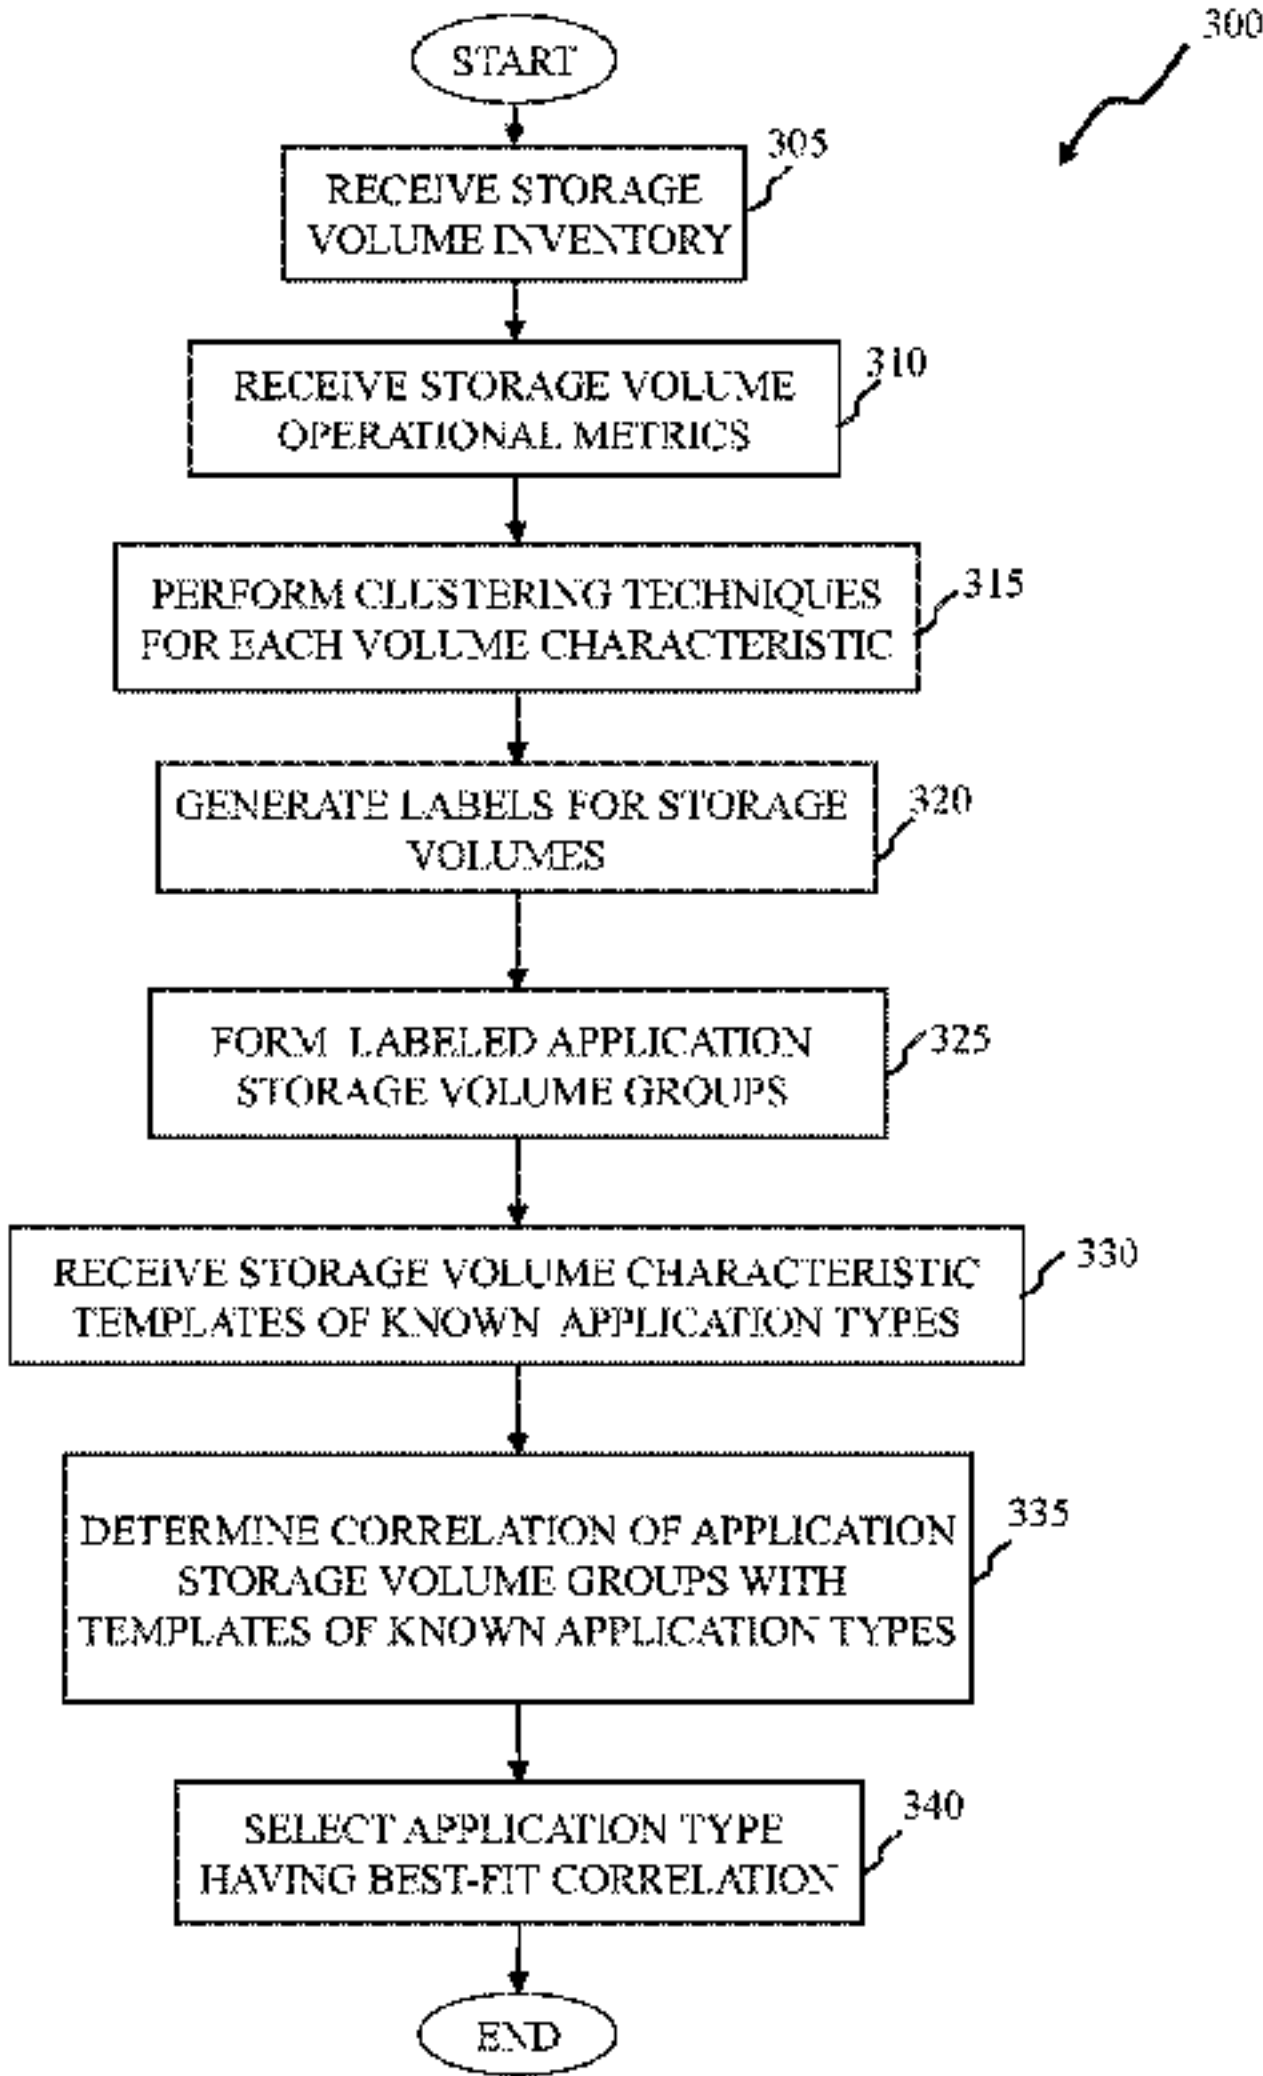 300
START
305
RECEIVE STORAGE
VOLUME INVENTORY
310
RECEIVE STORAGE VOLUME
OPERATIONAL METRICS
315
PERFORM CLUSTERING TECHNIQUES
FOR EACH VOLUME CHARACTERISTIC
320
GENERATE LABELS FOR STORAGE
VOLUMES
325
FORM LABELED APPLICATION
STORAGE VOLUME GROUPS
330
RECEIVE STORAGE VOLUME CHARACTERISTIC
TEMPLATES OF KNOWN APPLICATION TYPES
335
DETERMINE CORRELATION OF APPLICATION
STORAGE VOLUME GROUPS WITH
TEMPLATES OF KNOWN APPLICATION TYPES
340
SELECT APPLICATION TYPE
HAVING BEST-FIT CORRELATION
END